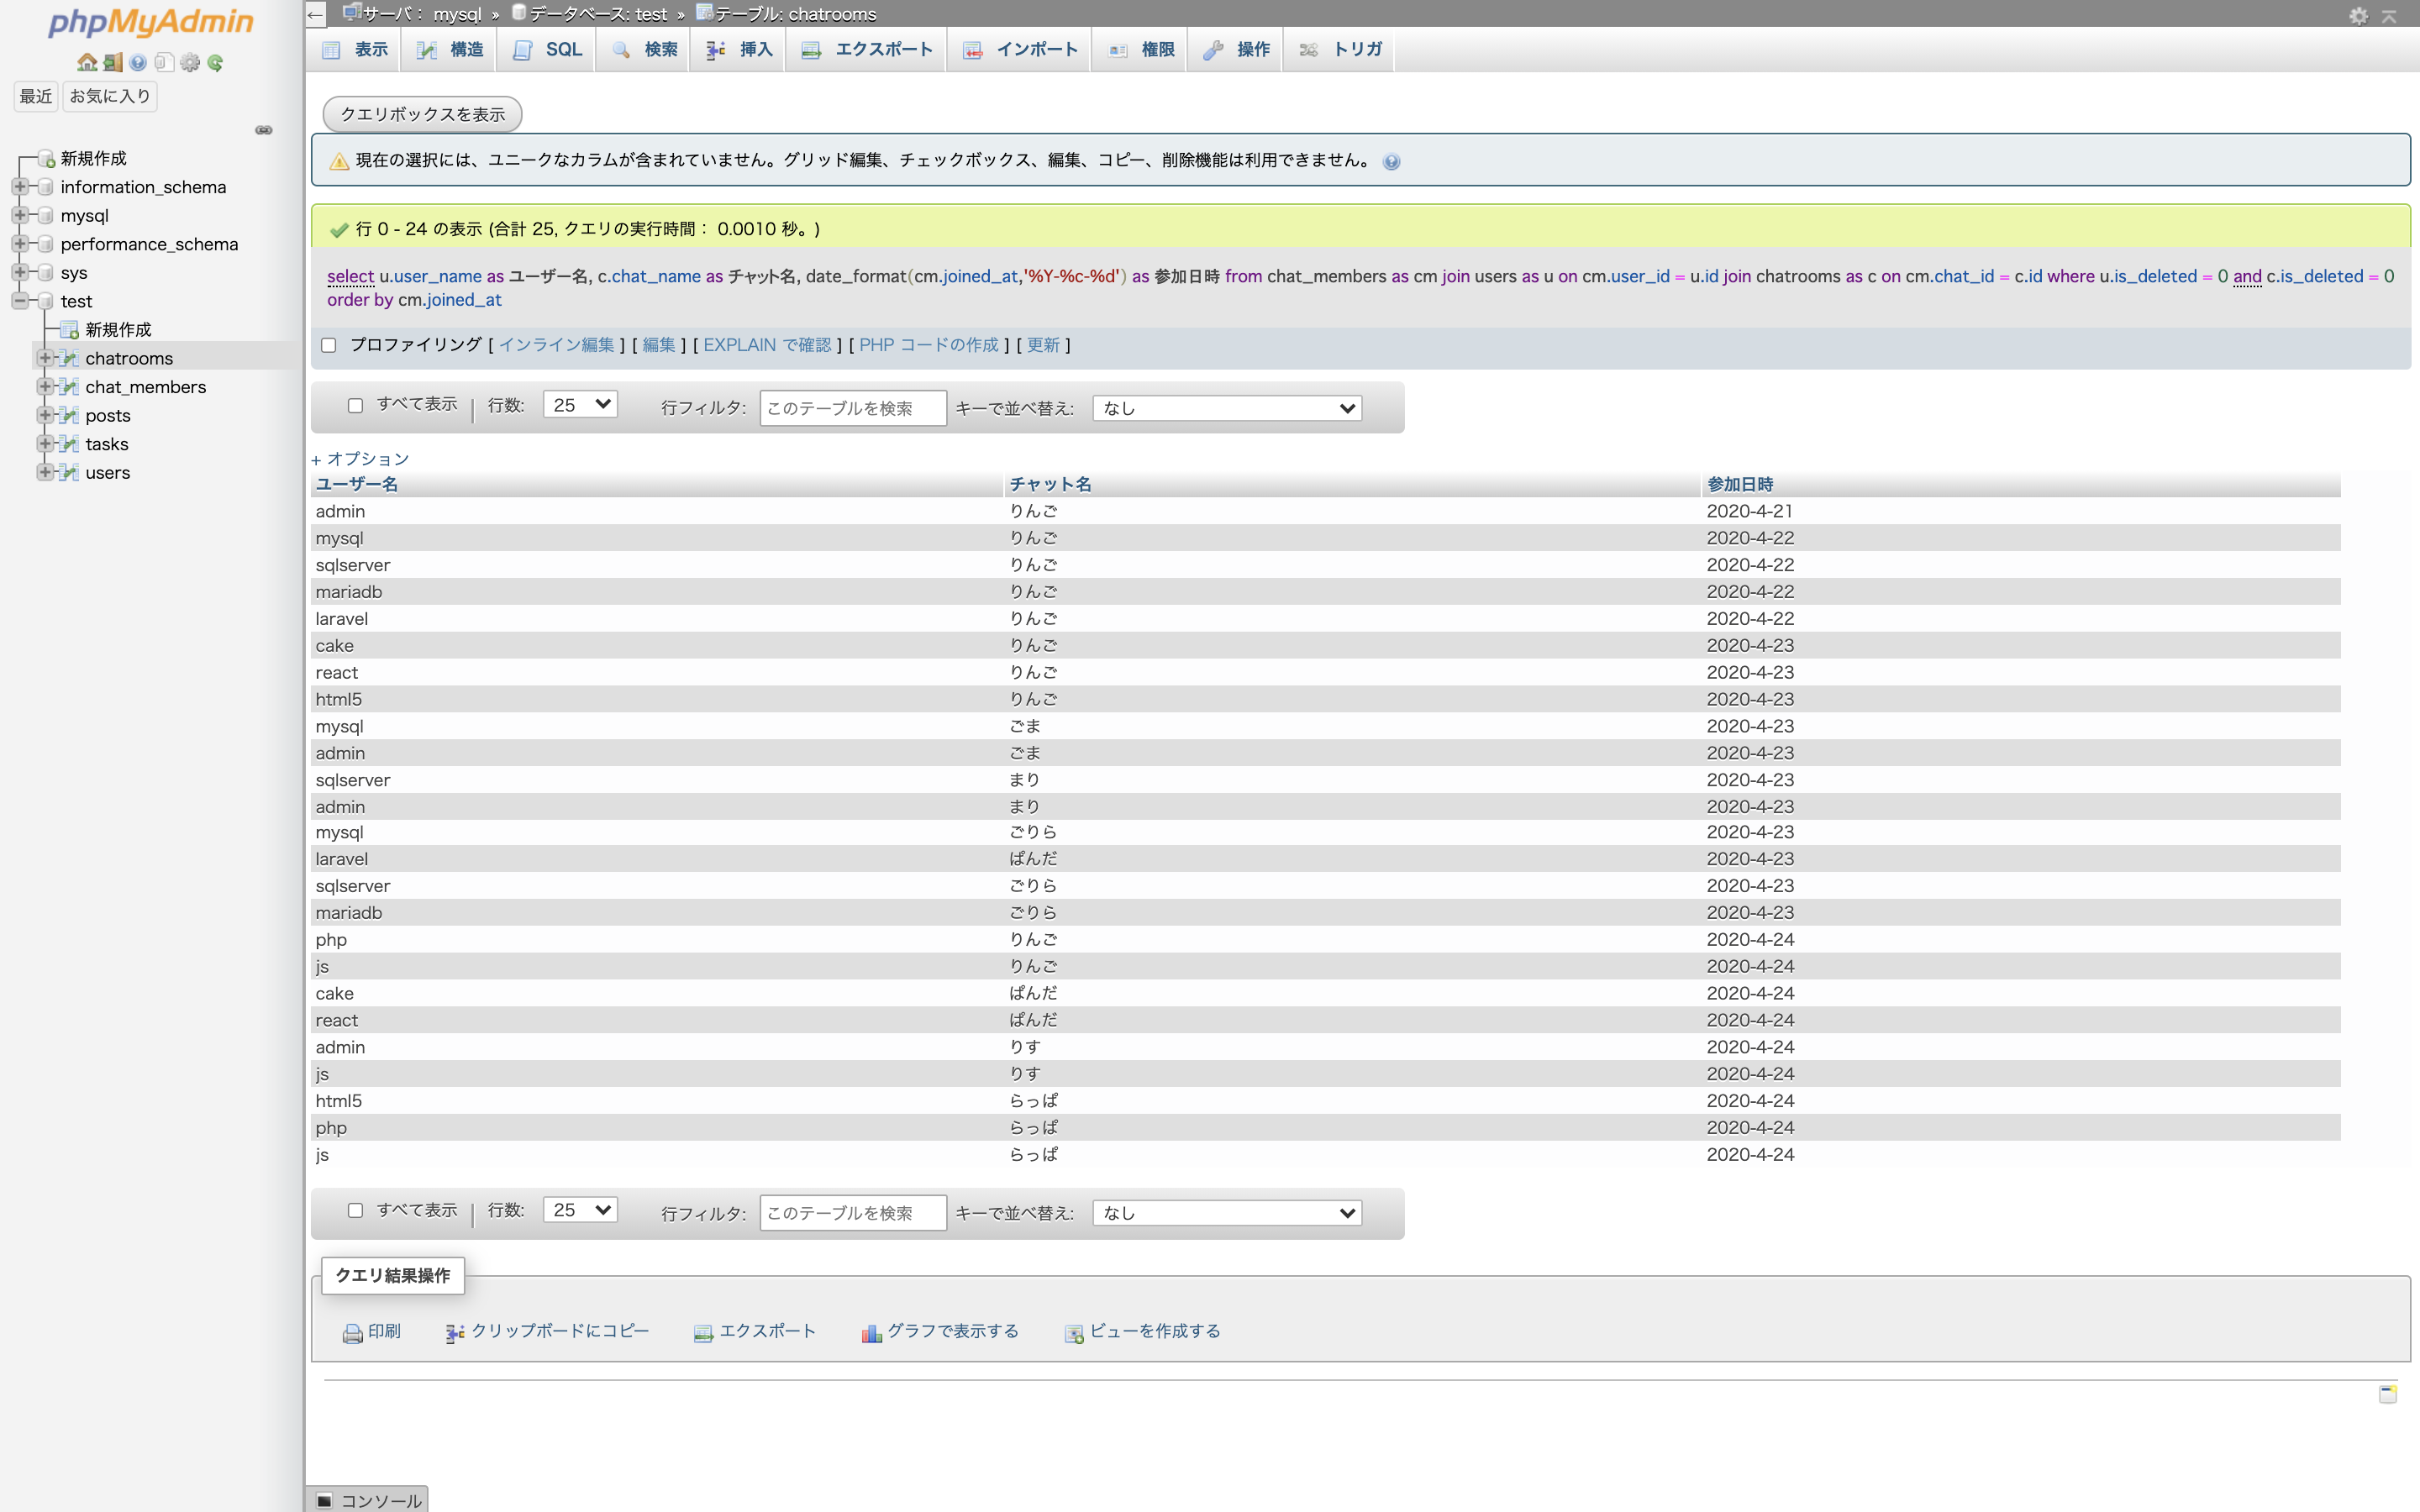 phpMyAdmin
最近 お気に入り
新規作成
information_schema
mysql
performance_schema
sys
test
新規作成
chatrooms
chat_members
posts
tasks
users
サーバ： mysql » データベース: test » テーブル: chatrooms
表示 構造 SQL 検索 挿入 エクスポート インポート 権限 操作 トリガ
クエリボックスを表示
現在の選択には、ユニークなカラムが含まれていません。グリッド編集、チェックボックス、編集、コピー、削除機能は利用できません。
行 0 - 24 の表示 (合計 25, クエリの実行時間： 0.0010 秒。)
select u.user_name as ユーザー名, c.chat_name as チャット名, date_format(cm.joined_at,'%Y-%c-%d') as 参加日時 from chat_members as cm join users as u on cm.user_id = u.id join chatrooms as c on cm.chat_id = c.id where u.is_deleted = 0 and c.is_deleted = 0
order by cm.joined_at
プロファイリング [ インライン編集 ] [ 編集 ] [ EXPLAIN で確認 ] [ PHP コードの作成 ] [ 更新 ]
すべて表示 | 行数: 25 行フィルタ: このテーブルを検索 キーで並べ替え: なし
+ オプション
ユーザー名 チャット名 参加日時
admin りんご 2020-4-21
mysql りんご 2020-4-22
sqlserver りんご 2020-4-22
mariadb りんご 2020-4-22
laravel りんご 2020-4-22
cake りんご 2020-4-23
react りんご 2020-4-23
html5 りんご 2020-4-23
mysql ごま 2020-4-23
admin ごま 2020-4-23
sqlserver まり 2020-4-23
admin まり 2020-4-23
mysql ごりら 2020-4-23
laravel ぱんだ 2020-4-23
sqlserver ごりら 2020-4-23
mariadb ごりら 2020-4-23
php りんご 2020-4-24
js りんご 2020-4-24
cake ぱんだ 2020-4-24
react ぱんだ 2020-4-24
admin りす 2020-4-24
js りす 2020-4-24
html5 らっぱ 2020-4-24
php らっぱ 2020-4-24
js らっぱ 2020-4-24
すべて表示 | 行数: 25 行フィルタ: このテーブルを検索 キーで並べ替え: なし
クエリ結果操作
印刷 クリップボードにコピー エクスポート グラフで表示する ビューを作成する
コンソール